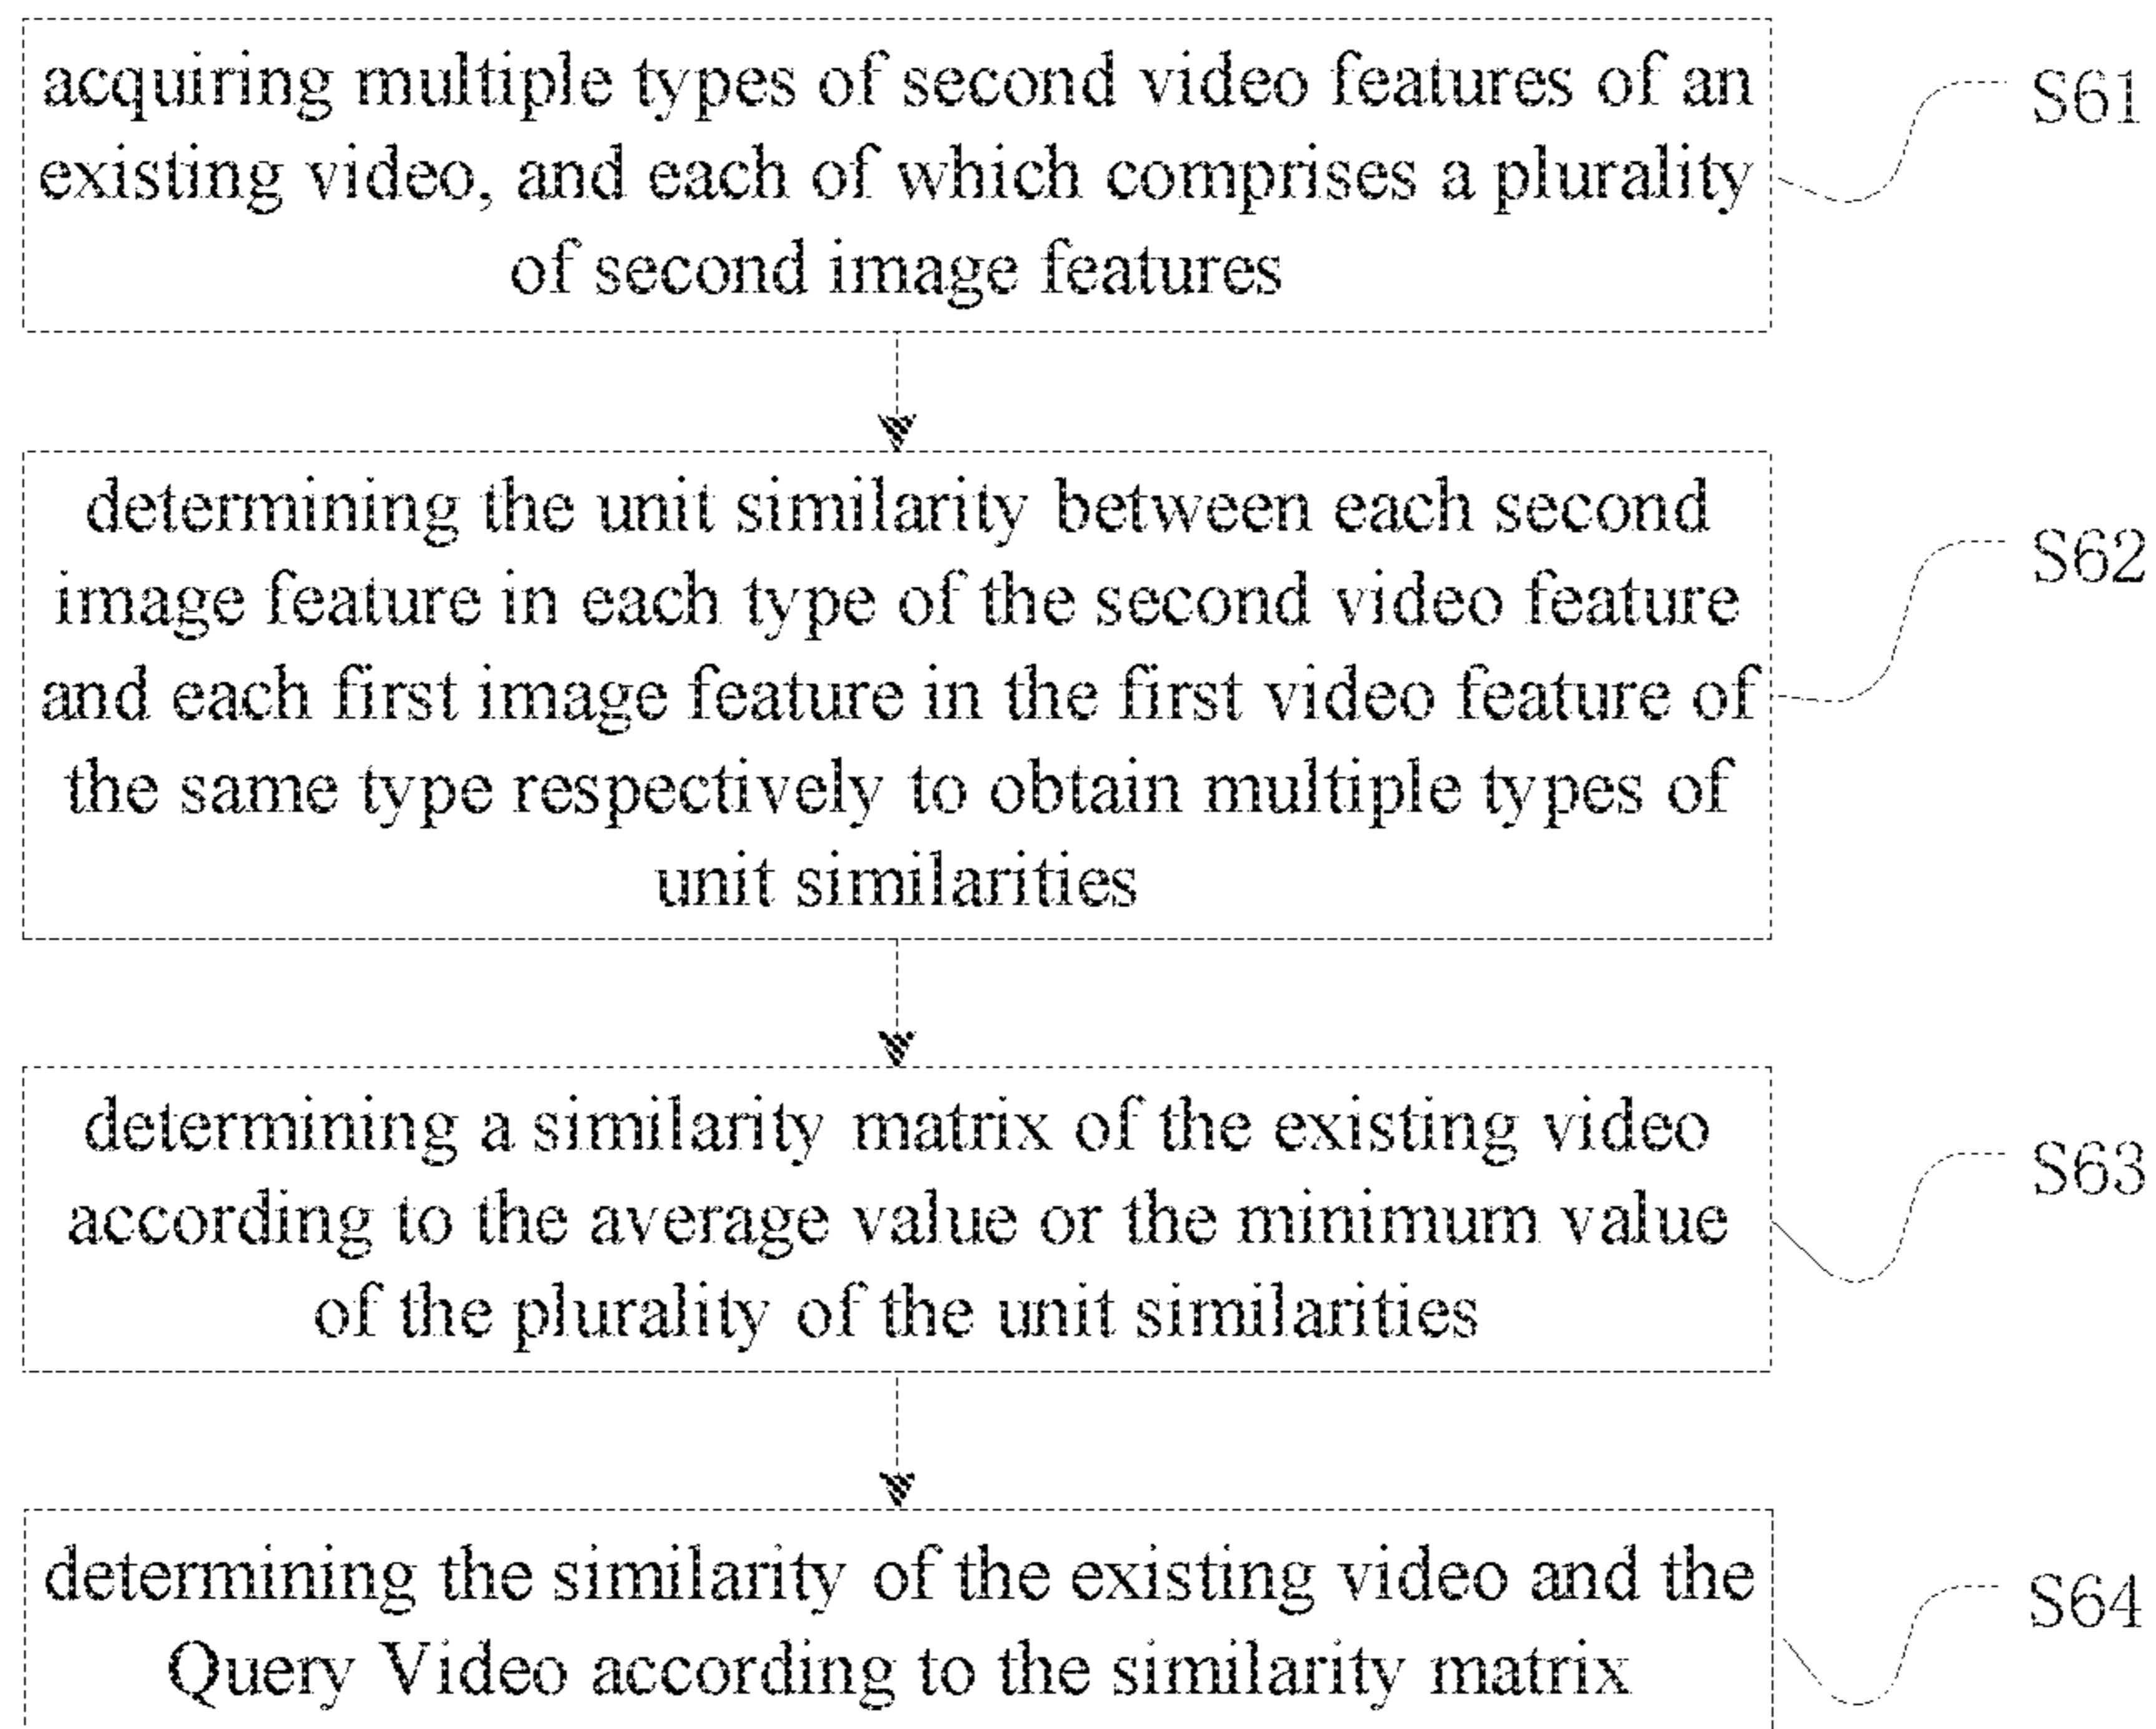 acquiring multiple types of second video features of an
existing video, and each of which comprises a plurality
of second image features
S61
determining the unit similarity between each second
image feature in each type of the second video feature
and each first image feature in the first video feature of
the same type respectively to obtain multiple types of
unit similarities
S62
determining a similarity matrix of the existing video
according to the average value or the minimum value
of the plurality of the unit similarities
S63
determining the similarity of the existing video and the
Query Video according to the similarity matrix
S64